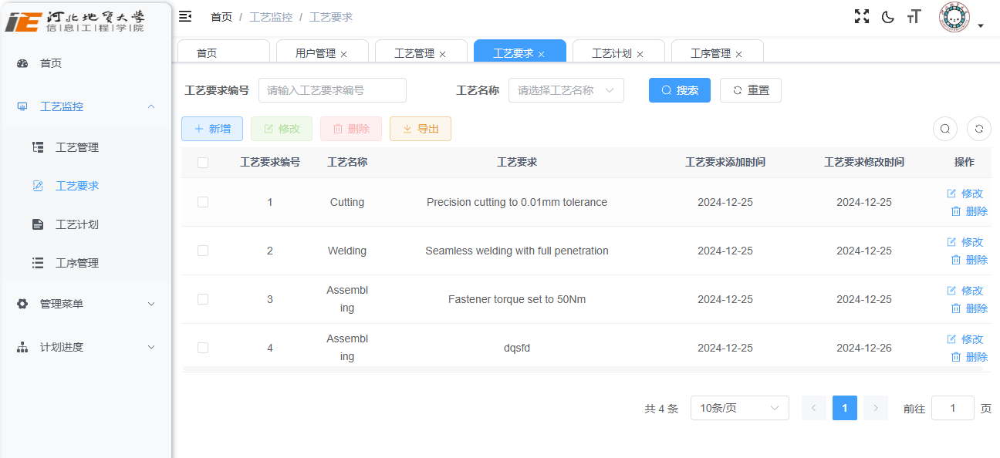 河北地质大学
信息工程学院
首页 / 工艺监控 / 工艺要求
首页
工艺监控
工艺管理
工艺要求
工艺计划
工序管理
管理菜单
计划进度
首页 用户管理 × 工艺管理 × 工艺要求 × 工艺计划 × 工序管理 ×
工艺要求编号 请输入工艺要求编号 工艺名称 请选择工艺名称 搜索 重置
新增 修改 删除 导出
工艺要求编号 工艺名称 工艺要求 工艺要求添加时间 工艺要求修改时间 操作
1 Cutting Precision cutting to 0.01mm tolerance 2024-12-25 2024-12-25 修改
删除
2 Welding Seamless welding with full penetration 2024-12-25 2024-12-25 修改
删除
3 Assembl
ing Fastener torque set to 50Nm 2024-12-25 2024-12-25 修改
删除
4 Assembl
ing dqsfd 2024-12-25 2024-12-26 修改
删除
共 4 条 10条/页 1 前往 1 页